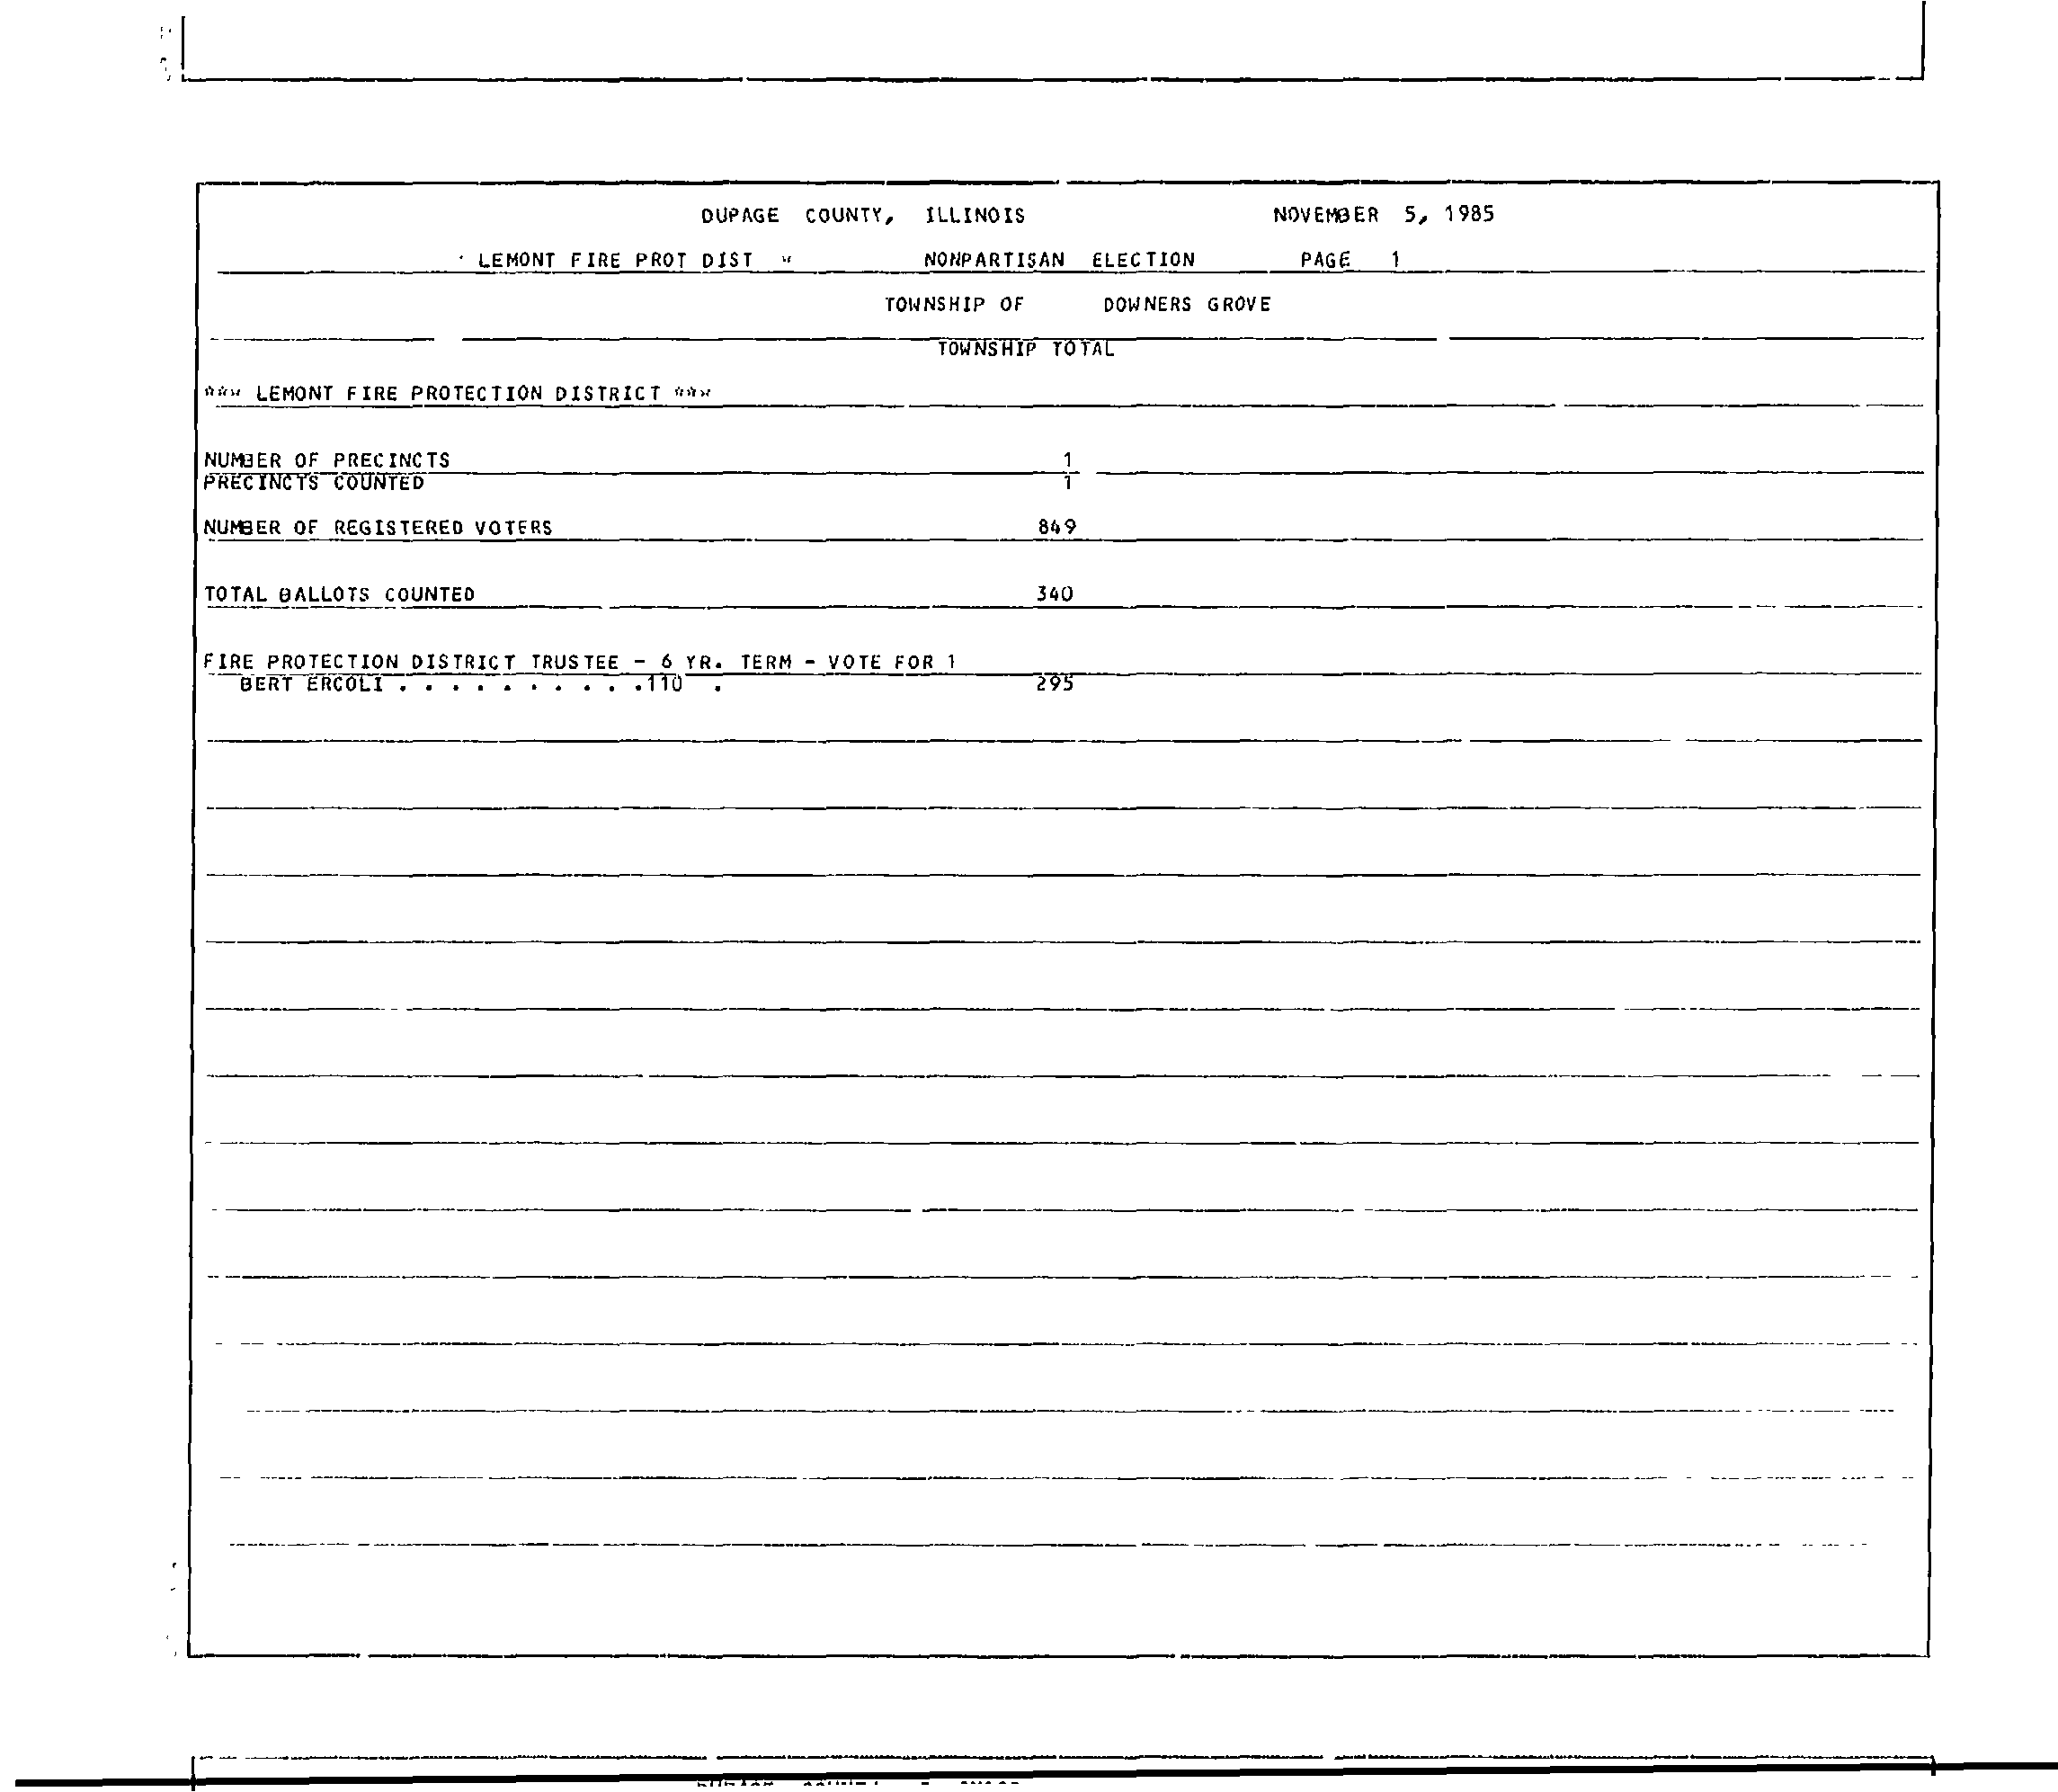 DUPAGE COUNTY, ILLINOIS NOVEMBER 5, 1985
LEMONT FIRE PROT DIST * NONPARTISAN ELECTION PAGE 1
TOWNSHIP OF DOWNERS GROVE
TOWNSHIP TOTAL
*** LEMONT FIRE PROTECTION DISTRICT ***
NUMBER OF PRECINCTS 1
PRECINCTS COUNTED 1
NUMBER OF REGISTERED VOTERS 849
TOTAL BALLOTS COUNTED 340
FIRE PROTECTION DISTRICT TRUSTEE - 6 YR. TERM - VOTE FOR 1
BERT ERCOLI . . . . . . . . . .110 . 295